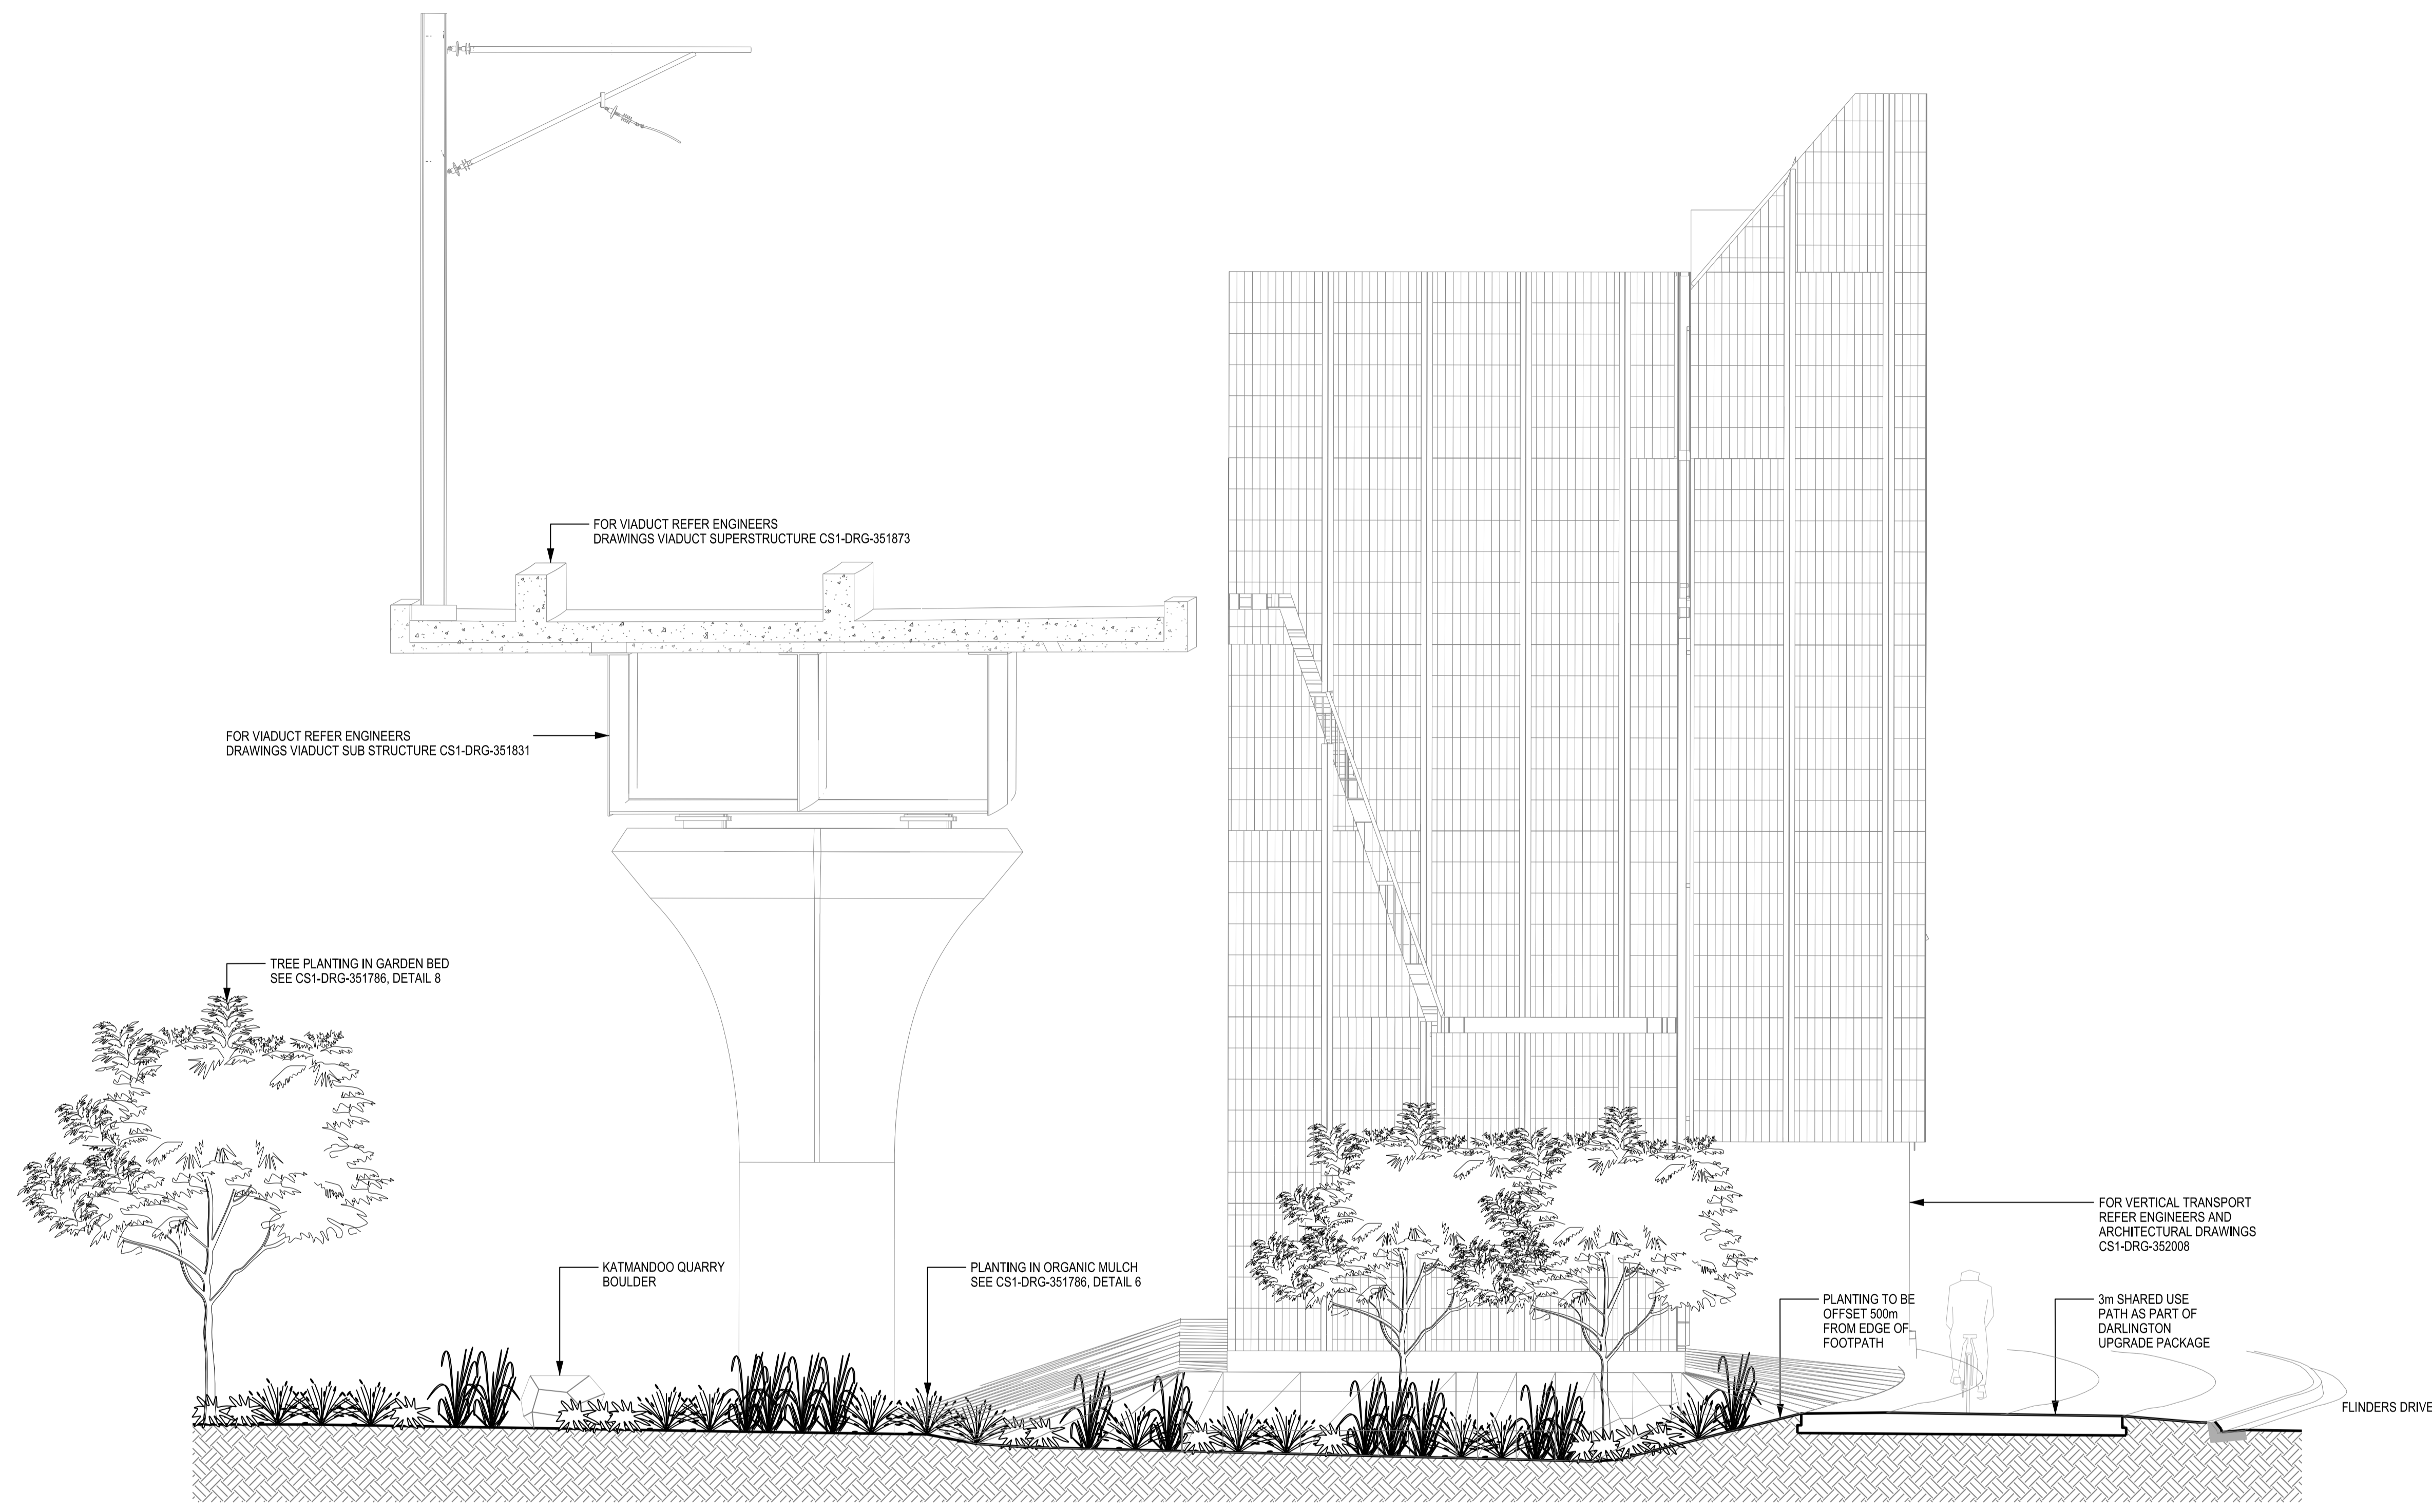 FOR VIADUCT REFER ENGINEERS
DRAWINGS VIADUCT SUPERSTRUCTURE CS1-DRG-351873
FOR VIADUCT REFER ENGINEERS
DRAWINGS VIADUCT SUB STRUCTURE CS1-DRG-351831
TREE PLANTING IN GARDEN BED
SEE CS1-DRG-351786, DETAIL 8
KATMANDOO QUARRY
BOULDER
PLANTING IN ORGANIC MULCH
SEE CS1-DRG-351786, DETAIL 6
FOR VERTICAL TRANSPORT
REFER ENGINEERS AND
ARCHITECTURAL DRAWINGS
CS1-DRG-352008
PLANTING TO BE
OFFSET 500m
FROM EDGE OF
FOOTPATH
3m SHARED USE
PATH AS PART OF
DARLINGTON
UPGRADE PACKAGE
FLINDERS DRIVE